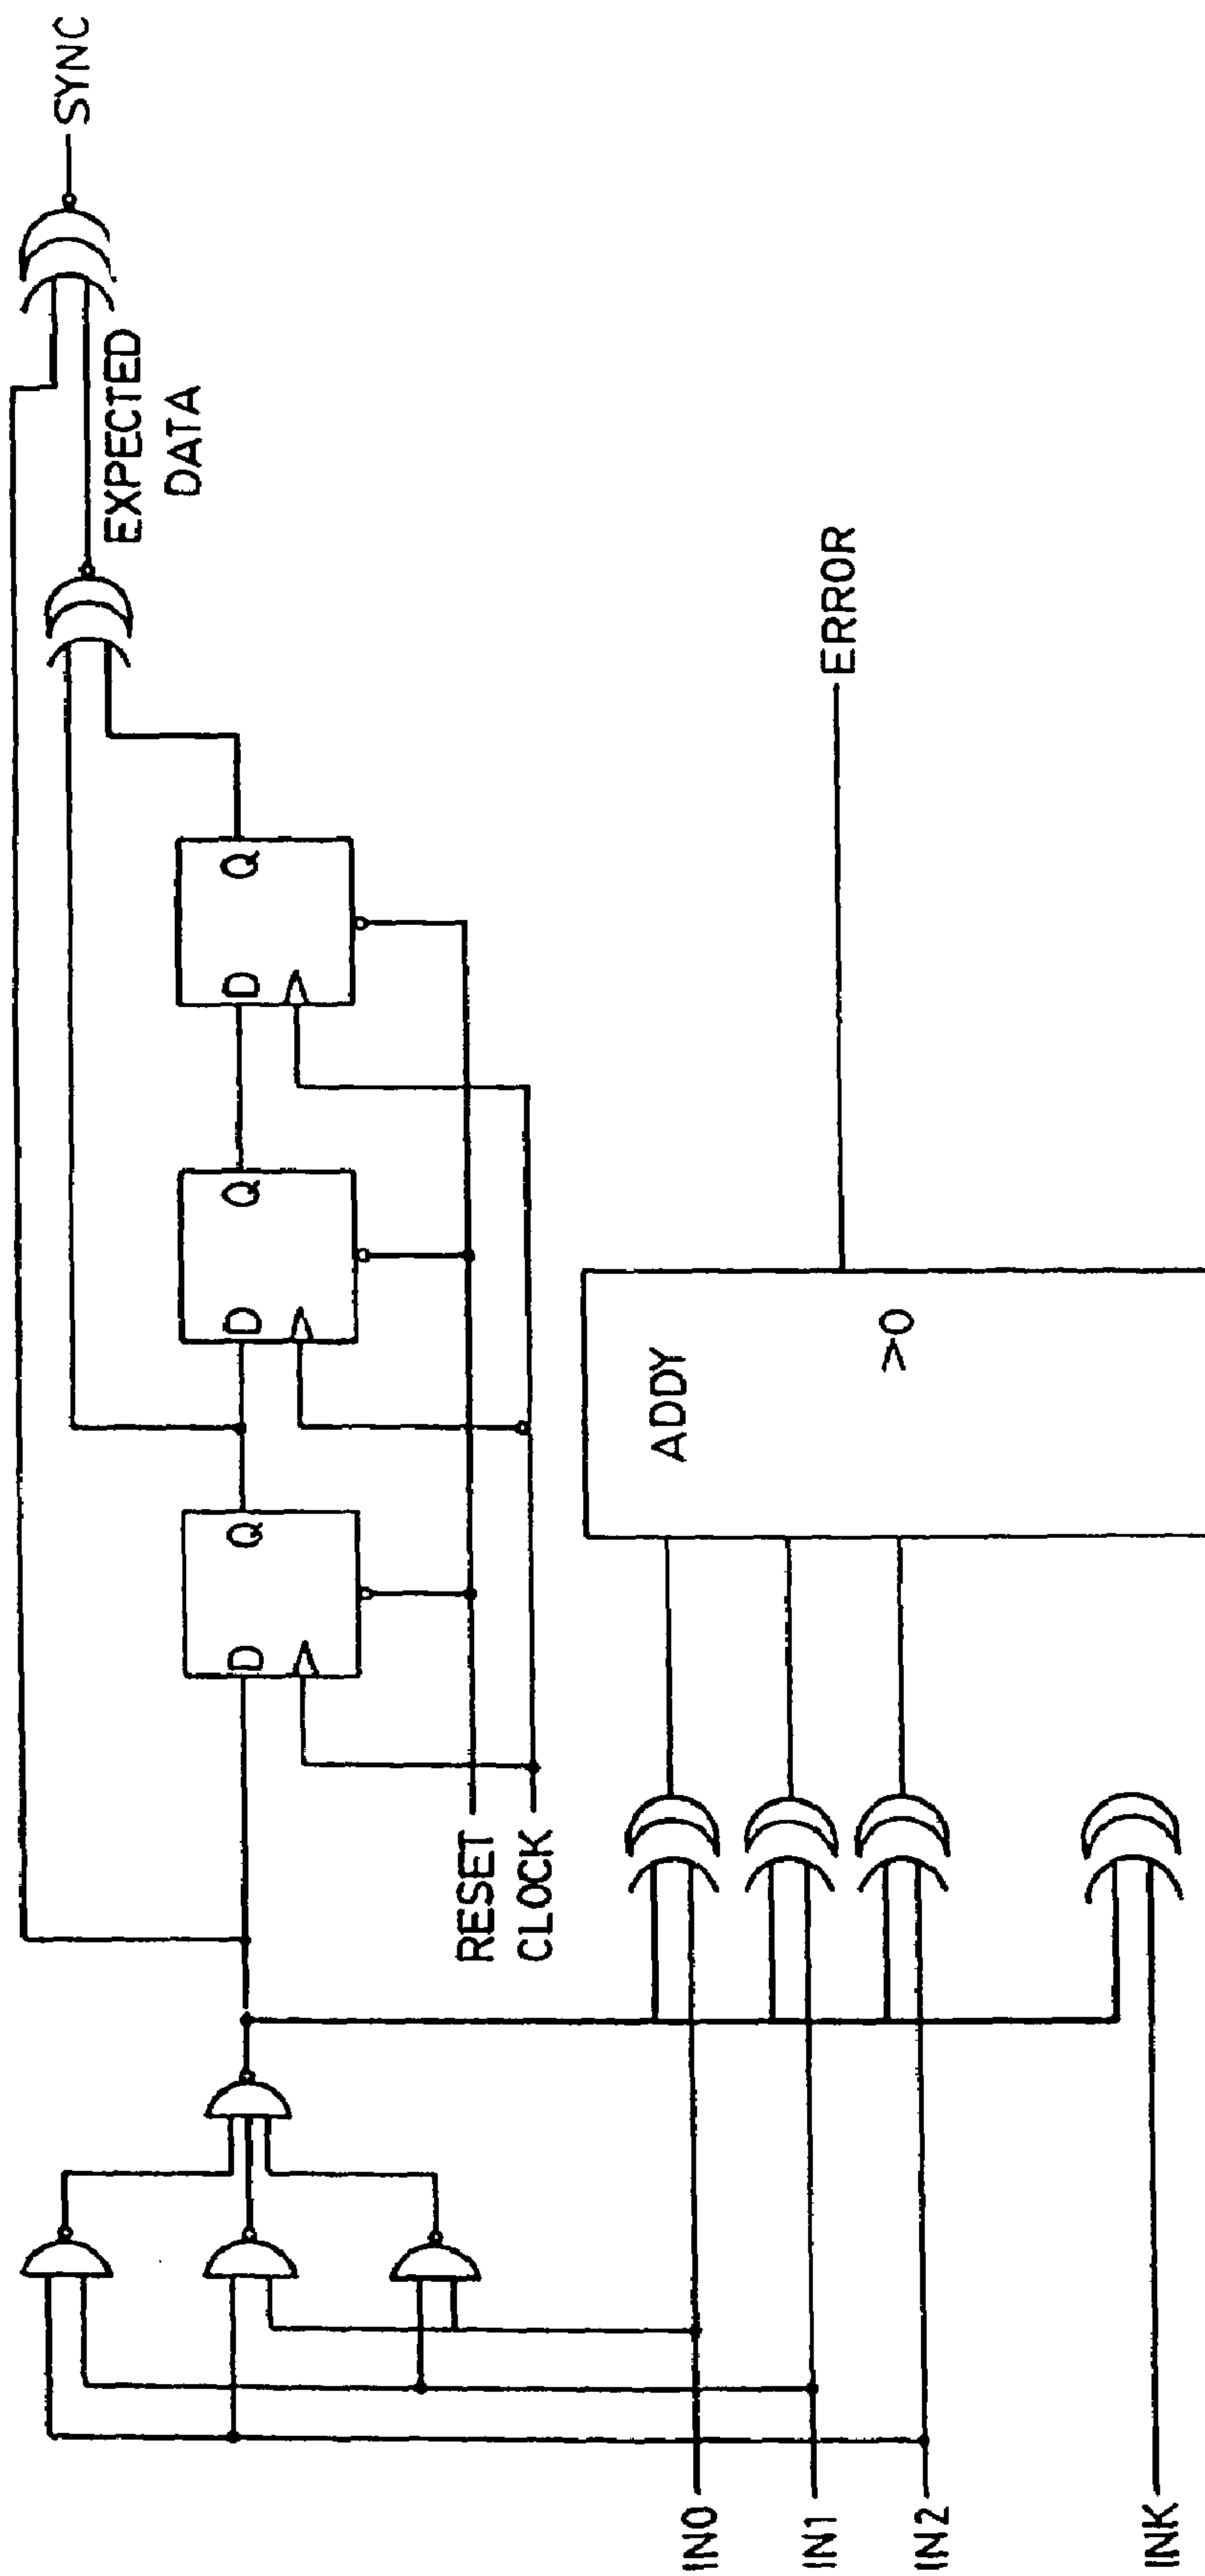 SYNC
EXPECTED
DATA
D Q
D Q
D Q
RESET
CLOCK
ERROR
ADDY
>0
IN0
IN1
IN2
INK